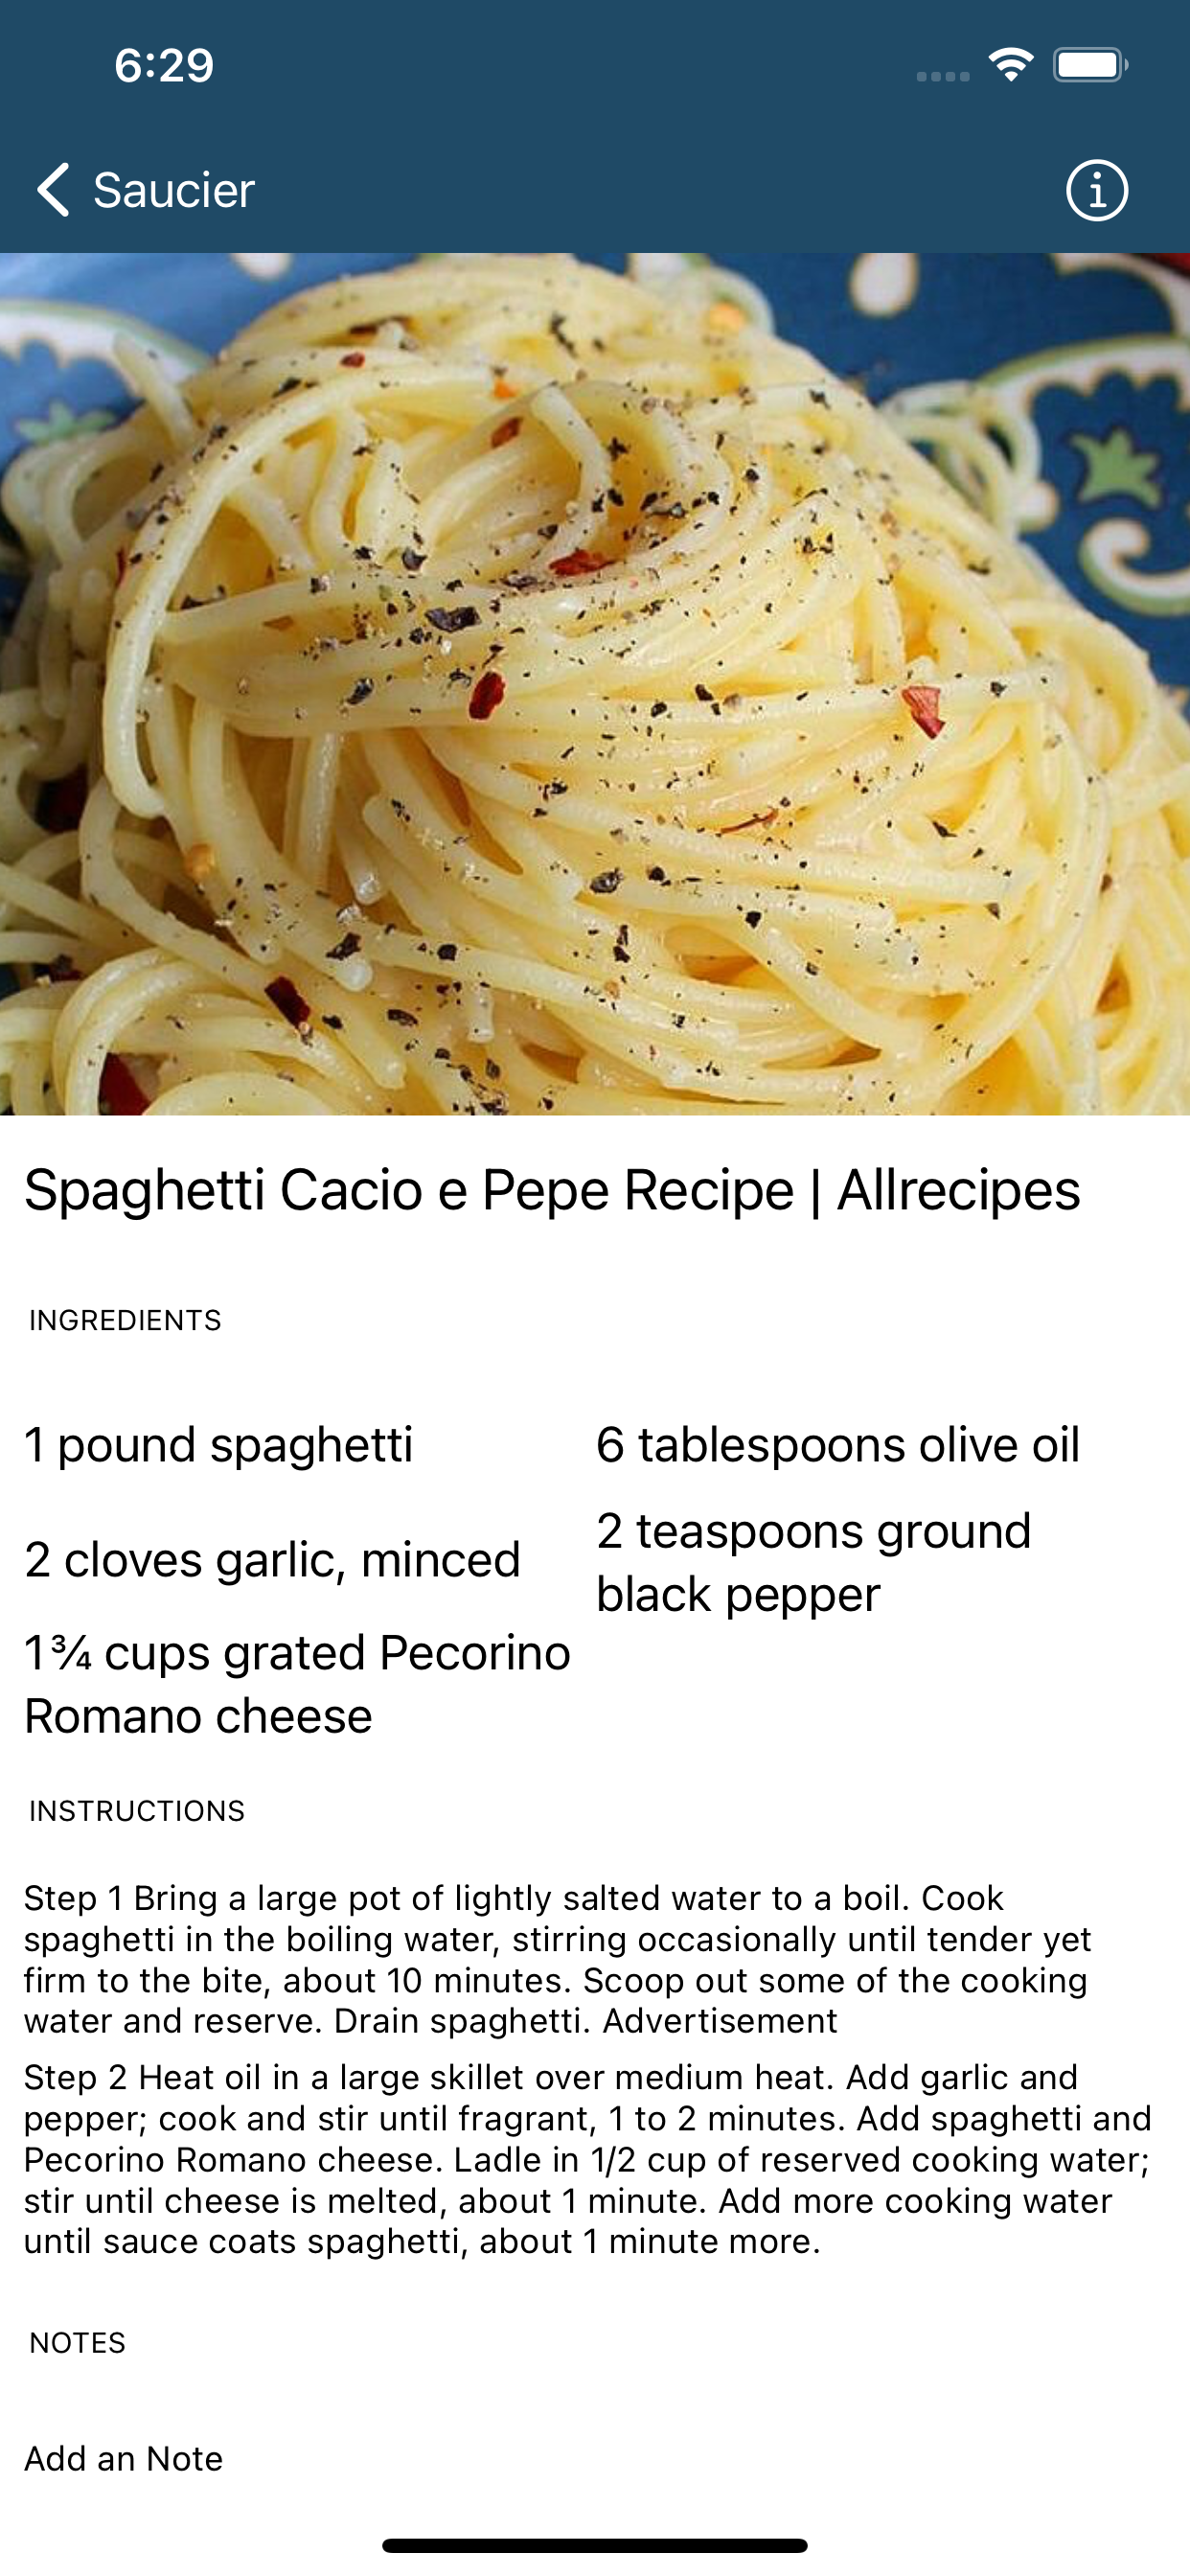 6:29
Saucier
Spaghetti Cacio e Pepe Recipe | Allrecipes
INGREDIENTS
1 pound spaghetti
6 tablespoons olive oil
2 cloves garlic, minced
2 teaspoons ground
black pepper
1 ¾ cups grated Pecorino
Romano cheese
INSTRUCTIONS
Step 1 Bring a large pot of lightly salted water to a boil. Cook
spaghetti in the boiling water, stirring occasionally until tender yet
firm to the bite, about 10 minutes. Scoop out some of the cooking
water and reserve. Drain spaghetti. Advertisement
Step 2 Heat oil in a large skillet over medium heat. Add garlic and
pepper; cook and stir until fragrant, 1 to 2 minutes. Add spaghetti and
Pecorino Romano cheese. Ladle in 1/2 cup of reserved cooking water;
stir until cheese is melted, about 1 minute. Add more cooking water
until sauce coats spaghetti, about 1 minute more.
NOTES
Add an Note